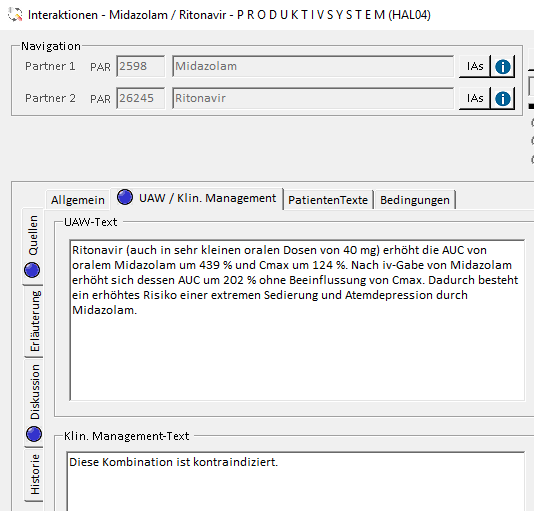 Interaktionen - Midazolam / Ritonavir - P R O D U K T I V S Y S T E M (HAL04)
Navigation
Partner 1 PAR 2598 Midazolam IAs
Partner 2 PAR 26245 Ritonavir IAs
Allgemein UAW / Klin. Management PatientenTexte Bedingungen
Quellen
Erläuterung
Diskussion
Historie
UAW-Text
Ritonavir (auch in sehr kleinen oralen Dosen von 40 mg) erhöht die AUC von
oralem Midazolam um 439 % und Cmax um 124 %. Nach iv-Gabe von Midazolam
erhöht sich dessen AUC um 202 % ohne Beeinflussung von Cmax. Dadurch besteht
ein erhöhtes Risiko einer extremen Sedierung und Atemdepression durch
Midazolam.
Klin. Management-Text
Diese Kombination ist kontraindiziert.